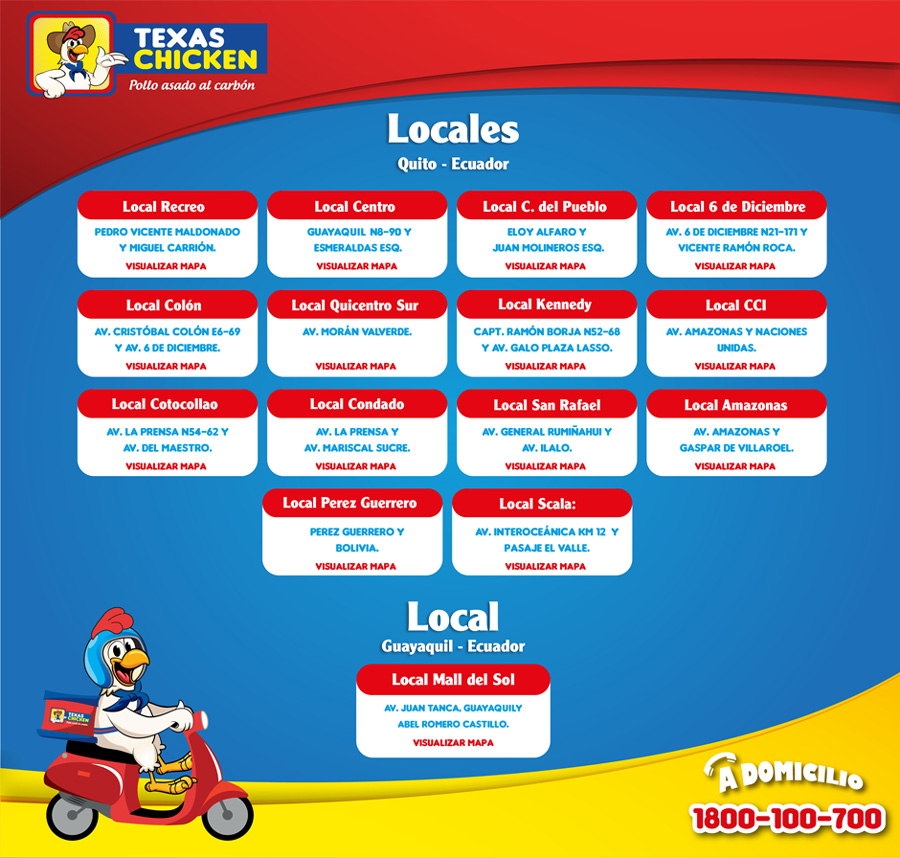 TEXAS
CHICKEN
Pollo asado al carbón
Locales
Quito - Ecuador
Local Recreo
PEDRO VICENTE MALDONADO
Y MIGUEL CARRIÓN.
VISUALIZAR MAPA
Local Centro
GUAYAQUIL N8-90 Y
ESMERALDAS ESQ.
VISUALIZAR MAPA
Local C. del Pueblo
ELOY ALFARO Y
JUAN MOLINEROS ESQ.
VISUALIZAR MAPA
Local 6 de Diciembre
AV. 6 DE DICIEMBRE N21-171 Y
VICENTE RAMÓN ROCA.
VISUALIZAR MAPA
Local Colón
AV. CRISTÓBAL COLÓN E6-69
Y AV. 6 DE DICIEMBRE.
VISUALIZAR MAPA
Local Quicentro Sur
AV. MORÁN VALVERDE.
VISUALIZAR MAPA
Local Kennedy
CAPT. RAMÓN BORJA N52-68
Y AV. GALO PLAZA LASSO.
VISUALIZAR MAPA
Local CCI
AV. AMAZONAS Y NACIONES
UNIDAS.
VISUALIZAR MAPA
Local Cotocollao
AV. LA PRENSA N54-62 Y
AV. DEL MAESTRO.
VISUALIZAR MAPA
Local Condado
AV. LA PRENSA Y
AV. MARISCAL SUCRE.
VISUALIZAR MAPA
Local San Rafael
AV. GENERAL RUMIÑAHUI Y
AV. ILALO.
VISUALIZAR MAPA
Local Amazonas
AV. AMAZONAS Y
GASPAR DE VILLAROEL.
VISUALIZAR MAPA
Local Perez Guerrero
PEREZ GUERRERO Y
BOLIVIA.
VISUALIZAR MAPA
Local Scala:
AV. INTEROCEÁNICA KM 12 Y
PASAJE EL VALLE.
VISUALIZAR MAPA
Local
Guayaquil - Ecuador
Local Mall del Sol
AV. JUAN TANCA, GUAYAQUILY
ABEL ROMERO CASTILLO.
VISUALIZAR MAPA
TEXAS
CHICKEN
A DOMICILIO
1800-100-700